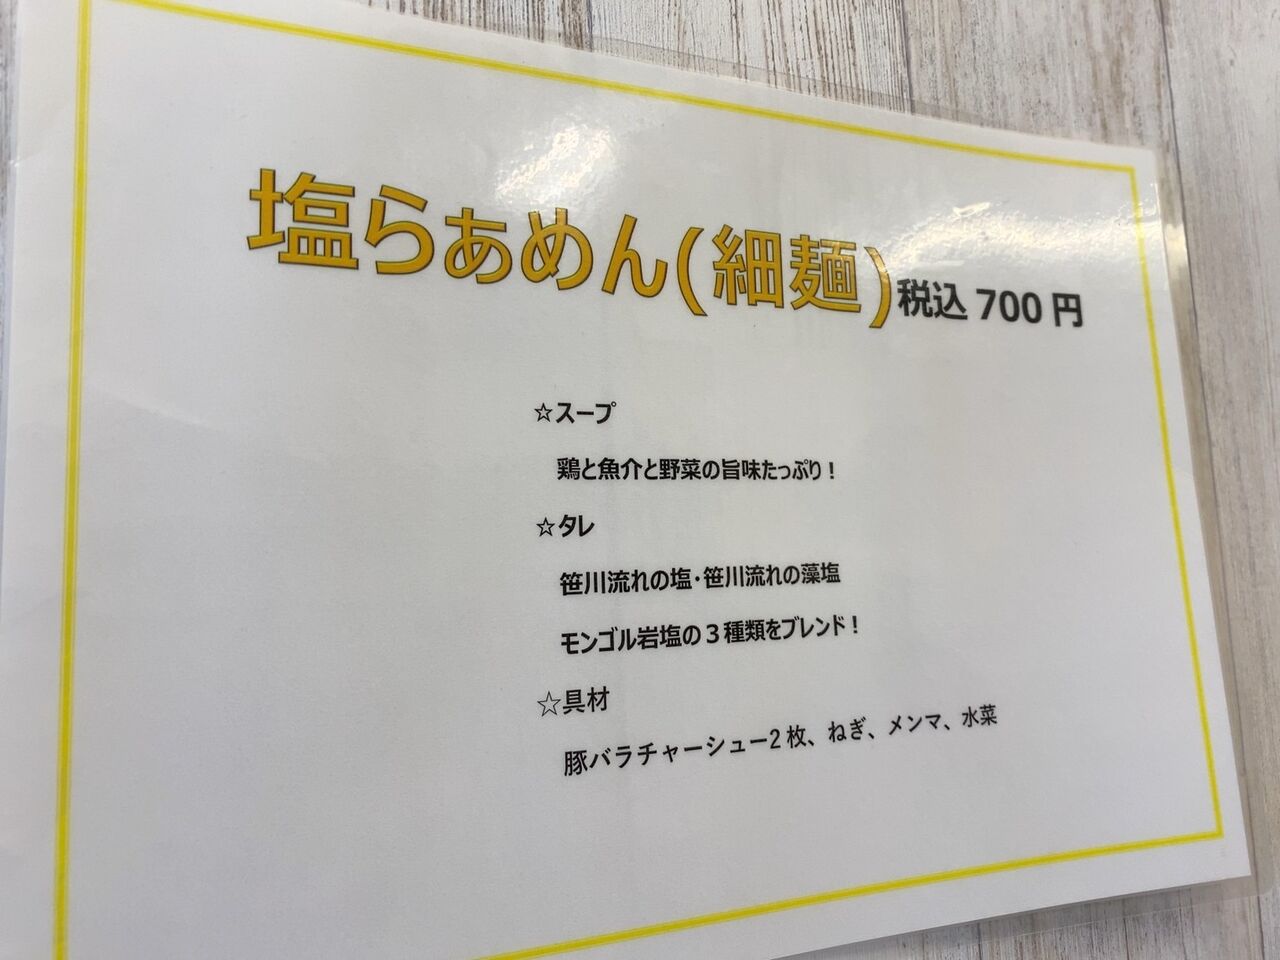 塩らぁめん(細麺)税込700円
☆スープ
鶏と魚介と野菜の旨味たっぷり！
☆タレ
笹川流れの塩・笹川流れの藻塩
モンゴル岩塩の３種類をブレンド！
☆具材
豚バラチャーシュー2枚、ねぎ、メンマ、水菜